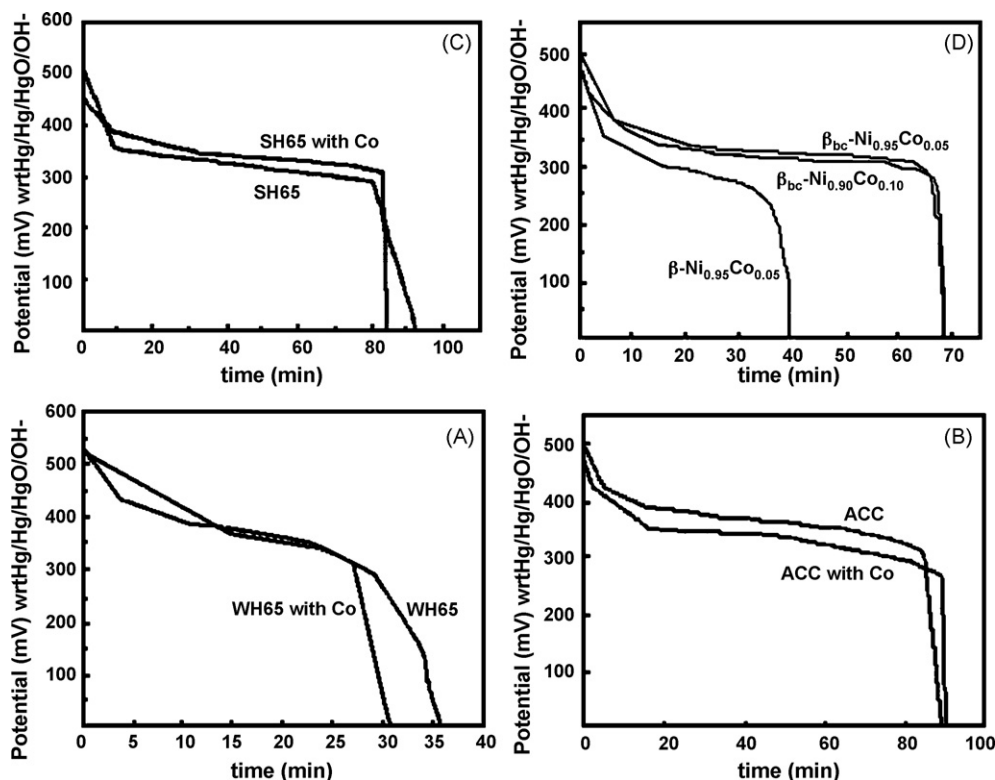 600
(C)
500
400
300
200
100
SH65 with Co
SH65
0 20 40 60 80 100
time (min)
Potential (mV) wrtHg/Hg/HgO/OH-
(D)
500
400
300
200
100
βbc-Ni0.95Co0.05
βbc-Ni0.90Co0.10
β-Ni0.95Co0.05
0 10 20 30 40 50 60 70
time (min)
Potential (mV) wrtHg/Hg/HgO/OH-
600
(A)
500
400
300
200
100
WH65 with Co
WH65
0 5 10 15 20 25 30 35 40
time (min)
Potential (mV) wrtHg/Hg/HgO/OH-
(B)
500
400
300
200
100
ACC
ACC with Co
0 20 40 60 80 100
time (min)
Potential (mV) wrtHg/Hg/HgO/OH-